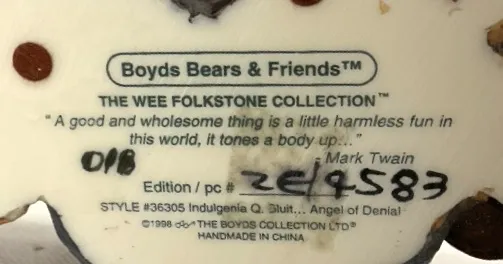 Boyds Bears & Friends™
THE WEE FOLKSTONE COLLECTION™
"A good and wholesome thing is a little harmless fun in
this world, it tones a body up..."
- Mark Twain
OIB
Edition / pc # 2E/4583
STYLE #36305 Indulgenia Q. Bluit... Angel of Denial
©1998 THE BOYDS COLLECTION LTD®
HANDMADE IN CHINA